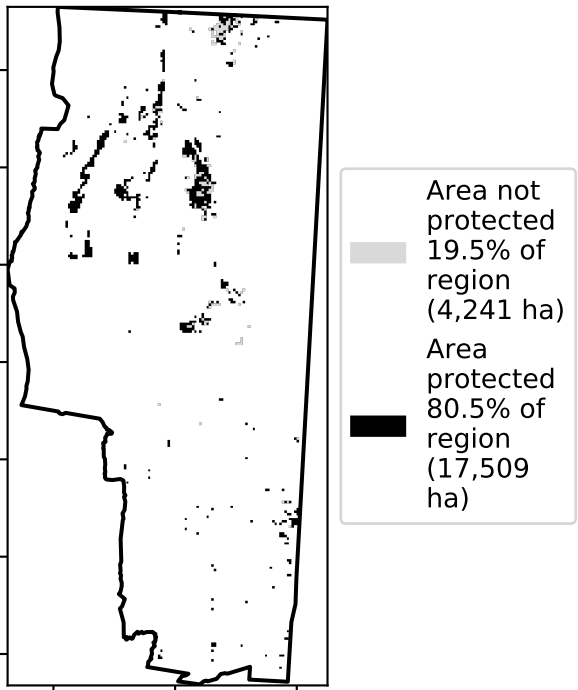 Area not
protected
19.5% of
region
(4,241 ha)
Area
protected
80.5% of
region
(17,509
ha)